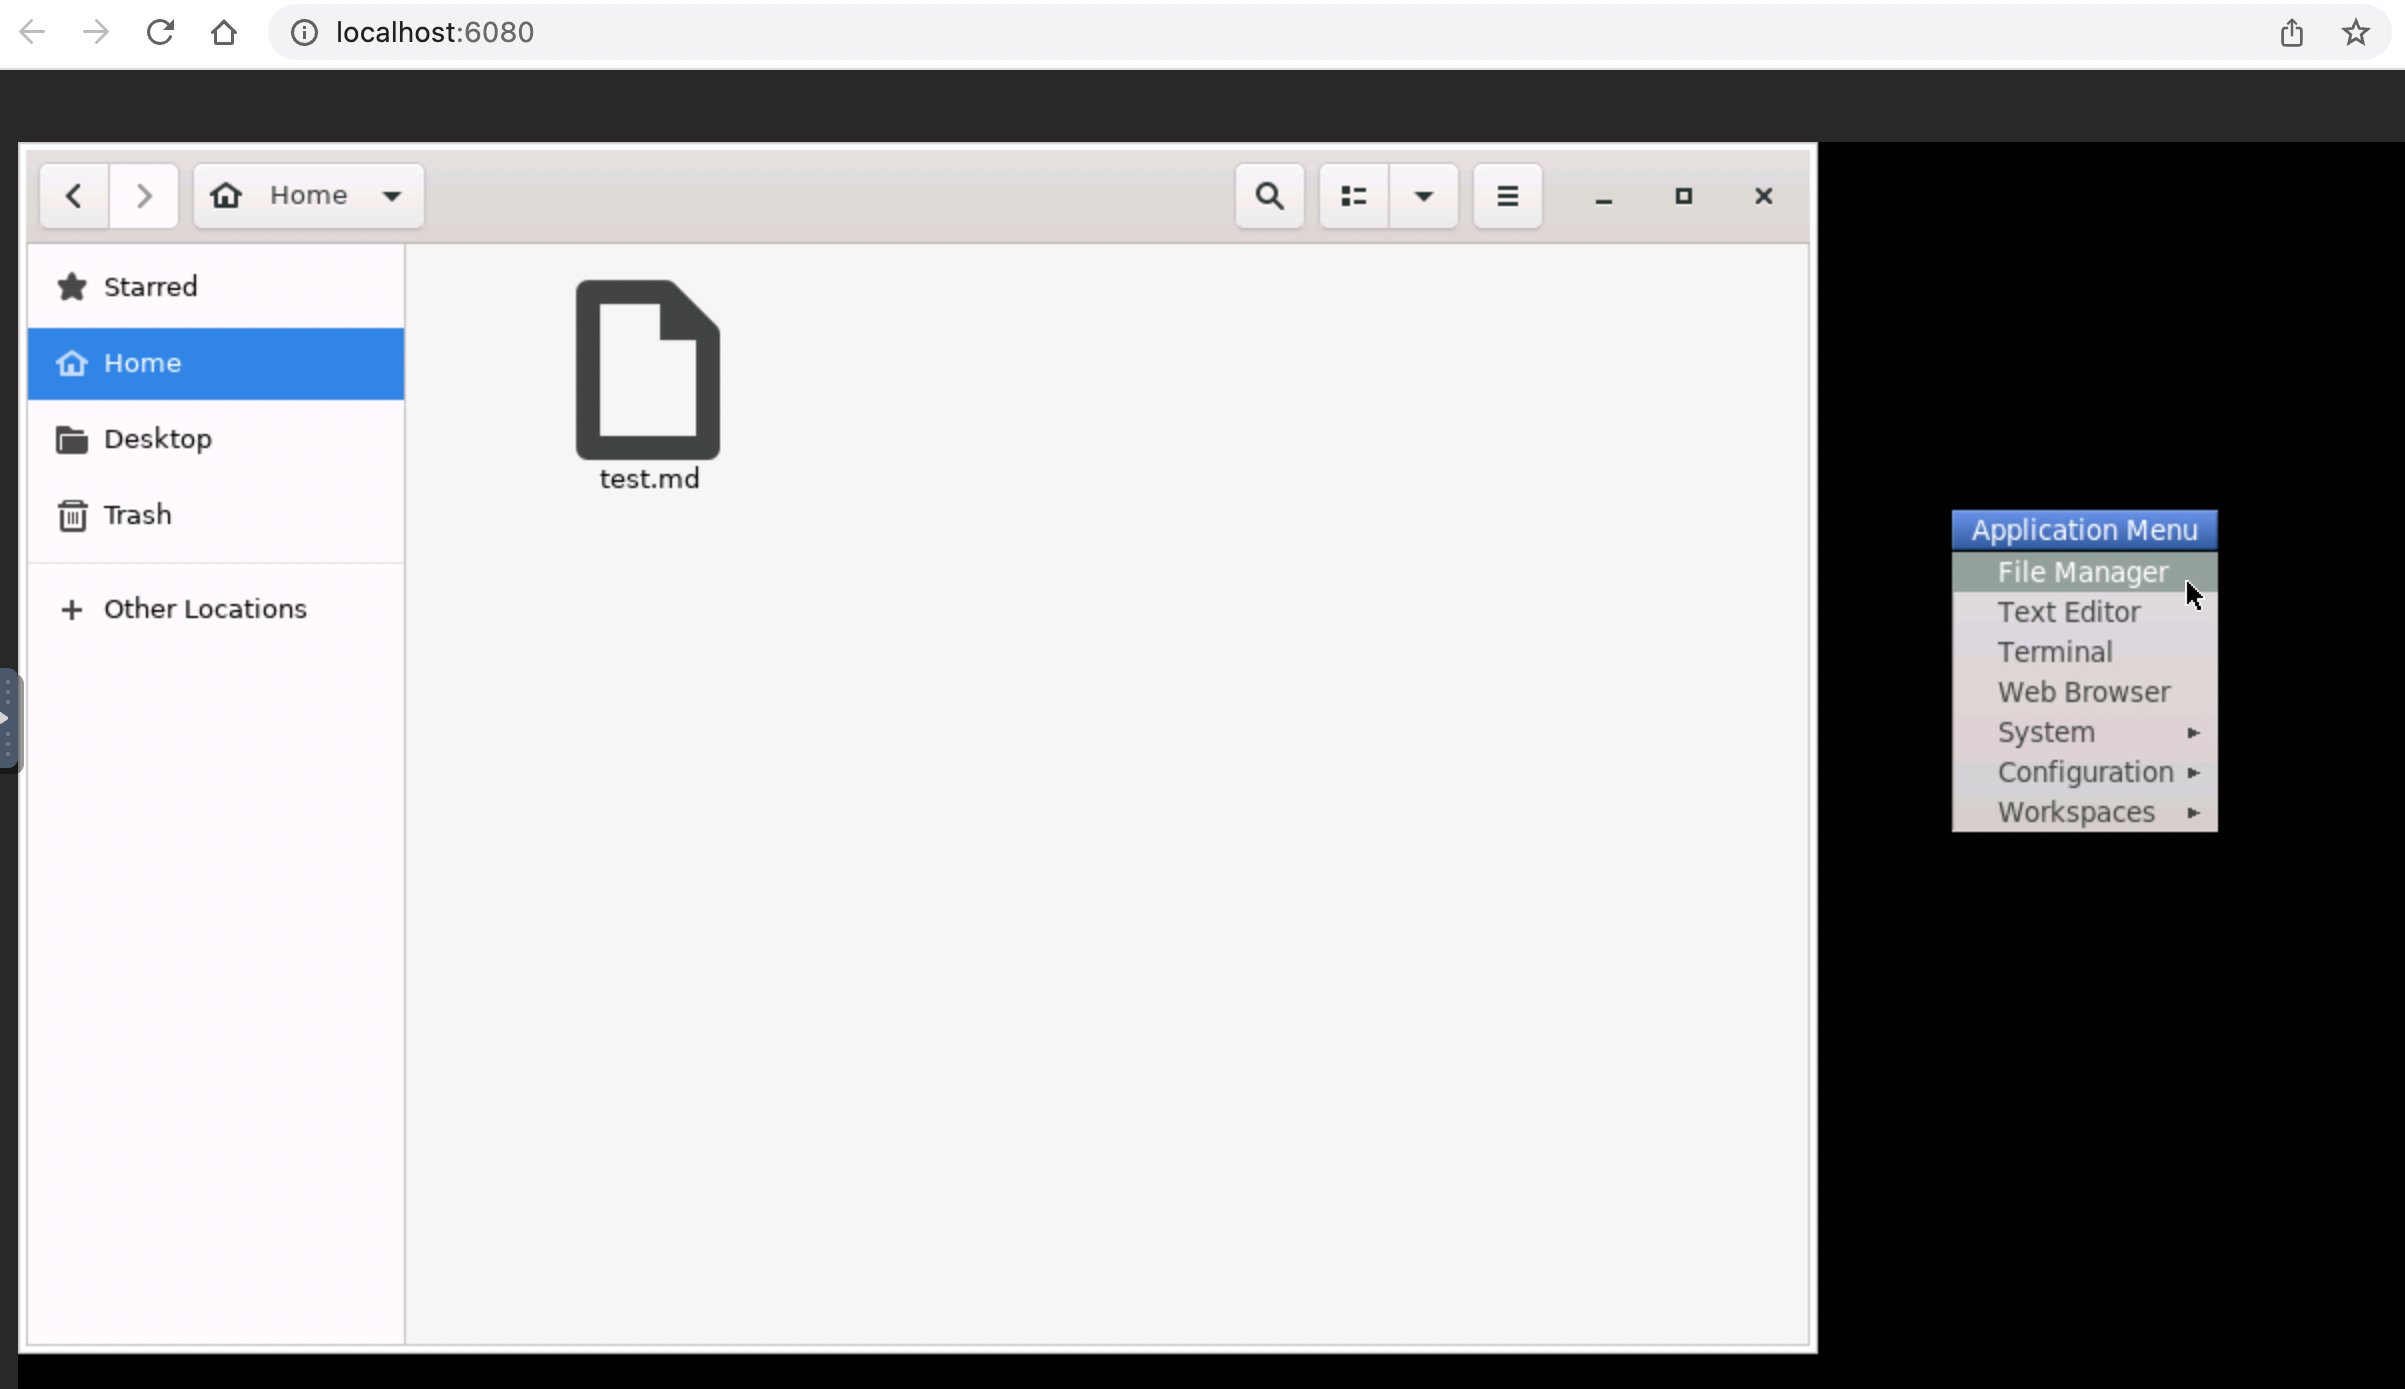 localhost:6080
Home
Starred
Home
Desktop
Trash
Other Locations
test.md
Application Menu
File Manager
Text Editor
Terminal
Web Browser
System
Configuration
Workspaces